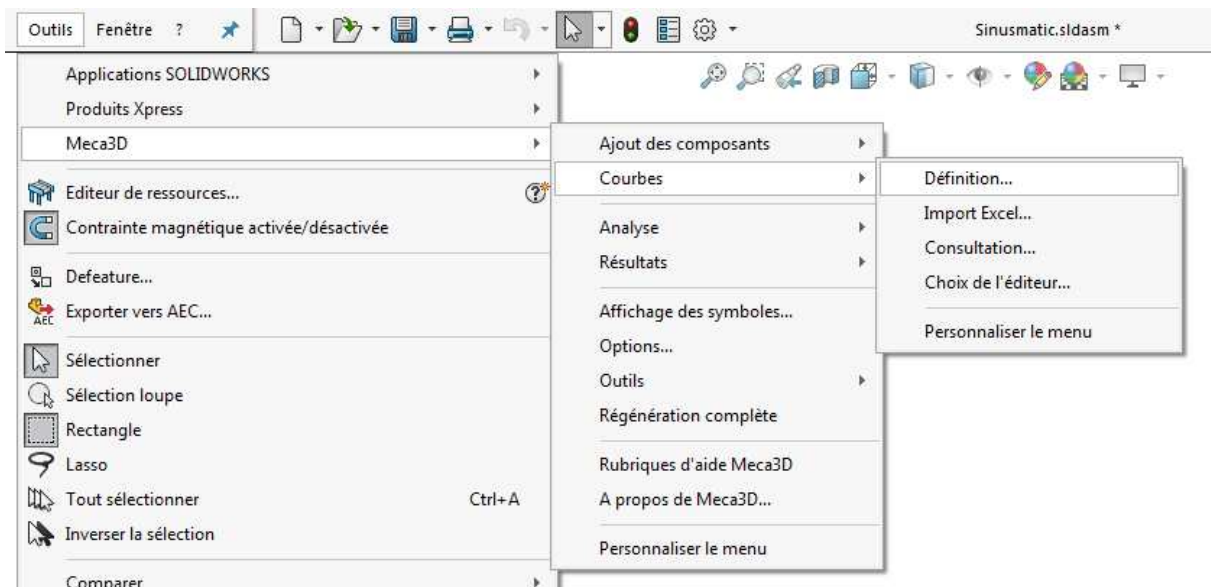 Outils Fenêtre ? Sinusmatic.sldasm *
Applications SOLIDWORKS
Produits Xpress
Meca3D
Editeur de ressources...
Contrainte magnétique activée/désactivée
Defeature...
AEC Exporter vers AEC...
Sélectionner
Sélection loupe
Rectangle
Lasso
Tout sélectionner Ctrl+A
Inverser la sélection
Comparer
Ajout des composants
Courbes
Analyse
Résultats
Affichage des symboles...
Options...
Outils
Régénération complète
Rubriques d'aide Meca3D
A propos de Meca3D...
Personnaliser le menu
Définition...
Import Excel...
Consultation...
Choix de l'éditeur...
Personnaliser le menu